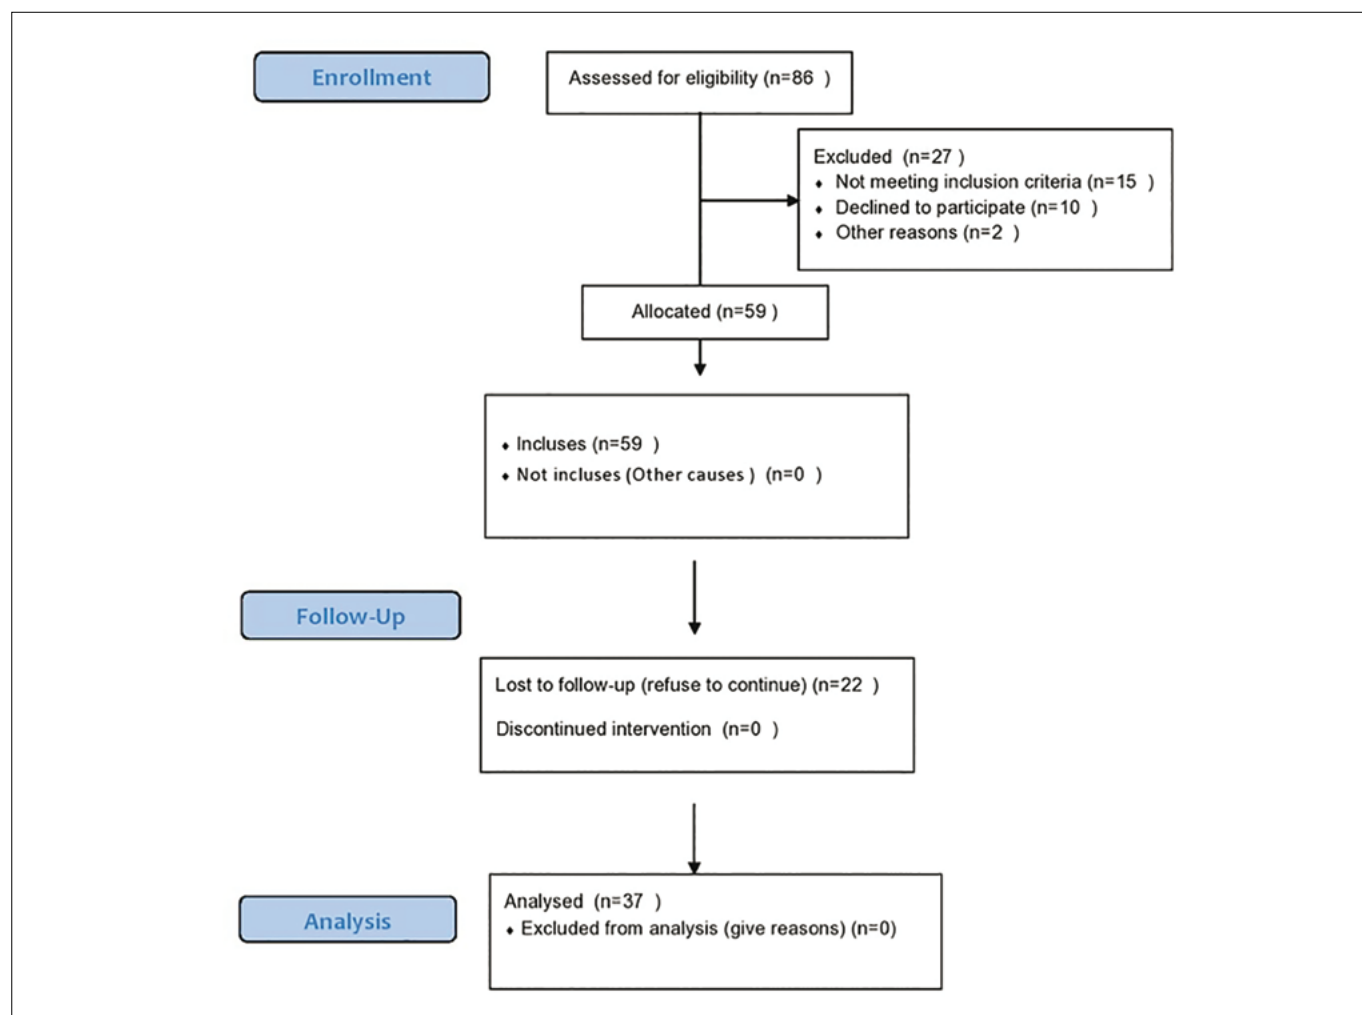 Enrollment
Assessed for eligibility (n=86 )
Excluded (n=27 )
⬧ Not meeting inclusion criteria (n=15 )
⬧ Declined to participate (n=10 )
⬧ Other reasons (n=2 )
Allocated (n=59 )
⬧ Incluses (n=59 )
⬧ Not incluses (Other causes ) (n=0 )
Follow-Up
Lost to follow-up (refuse to continue) (n=22 )
Discontinued intervention (n=0 )
Analysis
Analysed (n=37 )
⬧ Excluded from analysis (give reasons) (n=0)